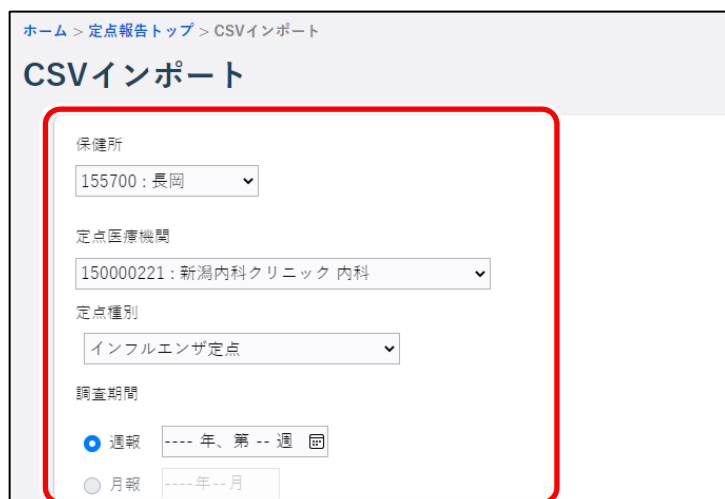 ホーム > 定点報告トップ > CSVインポート
CSVインポート
保健所
155700 : 長岡
定点医療機関
150000221 : 新潟内科クリニック 内科
定点種別
インフルエンザ定点
調査期間
週報 ---- 年、第 -- 週
月報 ----年--月